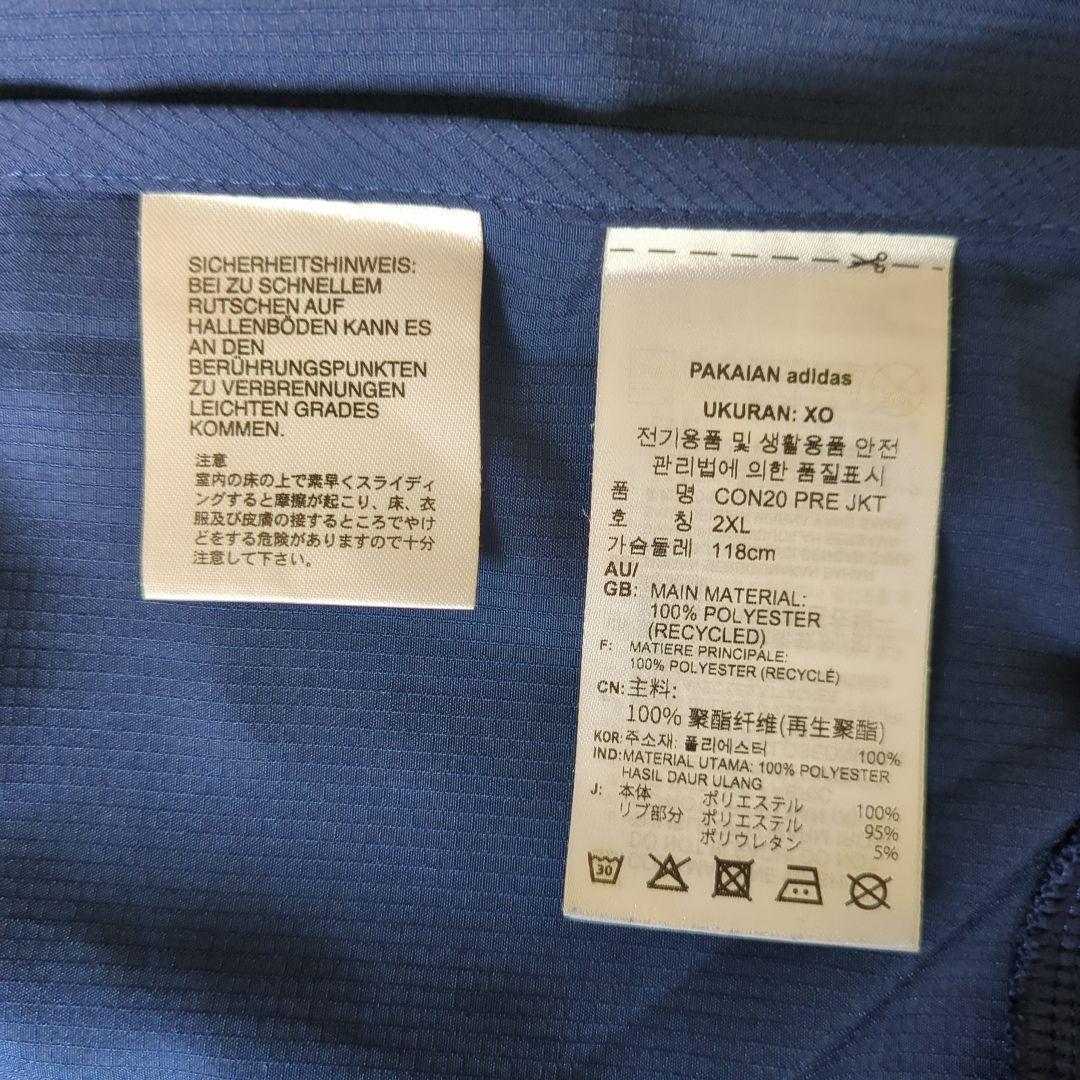 SICHERHEITSHINWEIS:
BEI ZU SCHNELLEM
RUTSCHEN AUF
HALLENBÖDEN KANN ES
AN DEN
BERÜHRUNGSPUNKTEN
ZU VERBRENNUNGEN
LEICHTEN GRADES
KOMMEN.
注意
室内の床の上で素早くスライディ
ングすると摩擦が起こり、床、衣
服及び皮膚の接するところでやけ
どをする危険がありますので十分
注意して下さい。
PAKAIAN adidas
UKURAN: XO
전기용품 및 생활용품 안전
관리법에 의한 품질표시
품 명 CON20 PRE JKT
호 칭 2XL
가슴둘레 118cm
AU/
GB: MAIN MATERIAL:
100% POLYESTER
(RECYCLED)
F: MATIERE PRINCIPALE:
100% POLYESTER (RECYCLÉ)
CN: 主料:
100% 聚酯纤维(再生聚酯)
KOR: 주소재: 폴리에스터 100%
IND: MATERIAL UTAMA: 100% POLYESTER
HASIL DAUR ULANG
J: 本体 ポリエステル 100%
リブ部分 ポリエステル 95%
ポリウレタン 5%
30